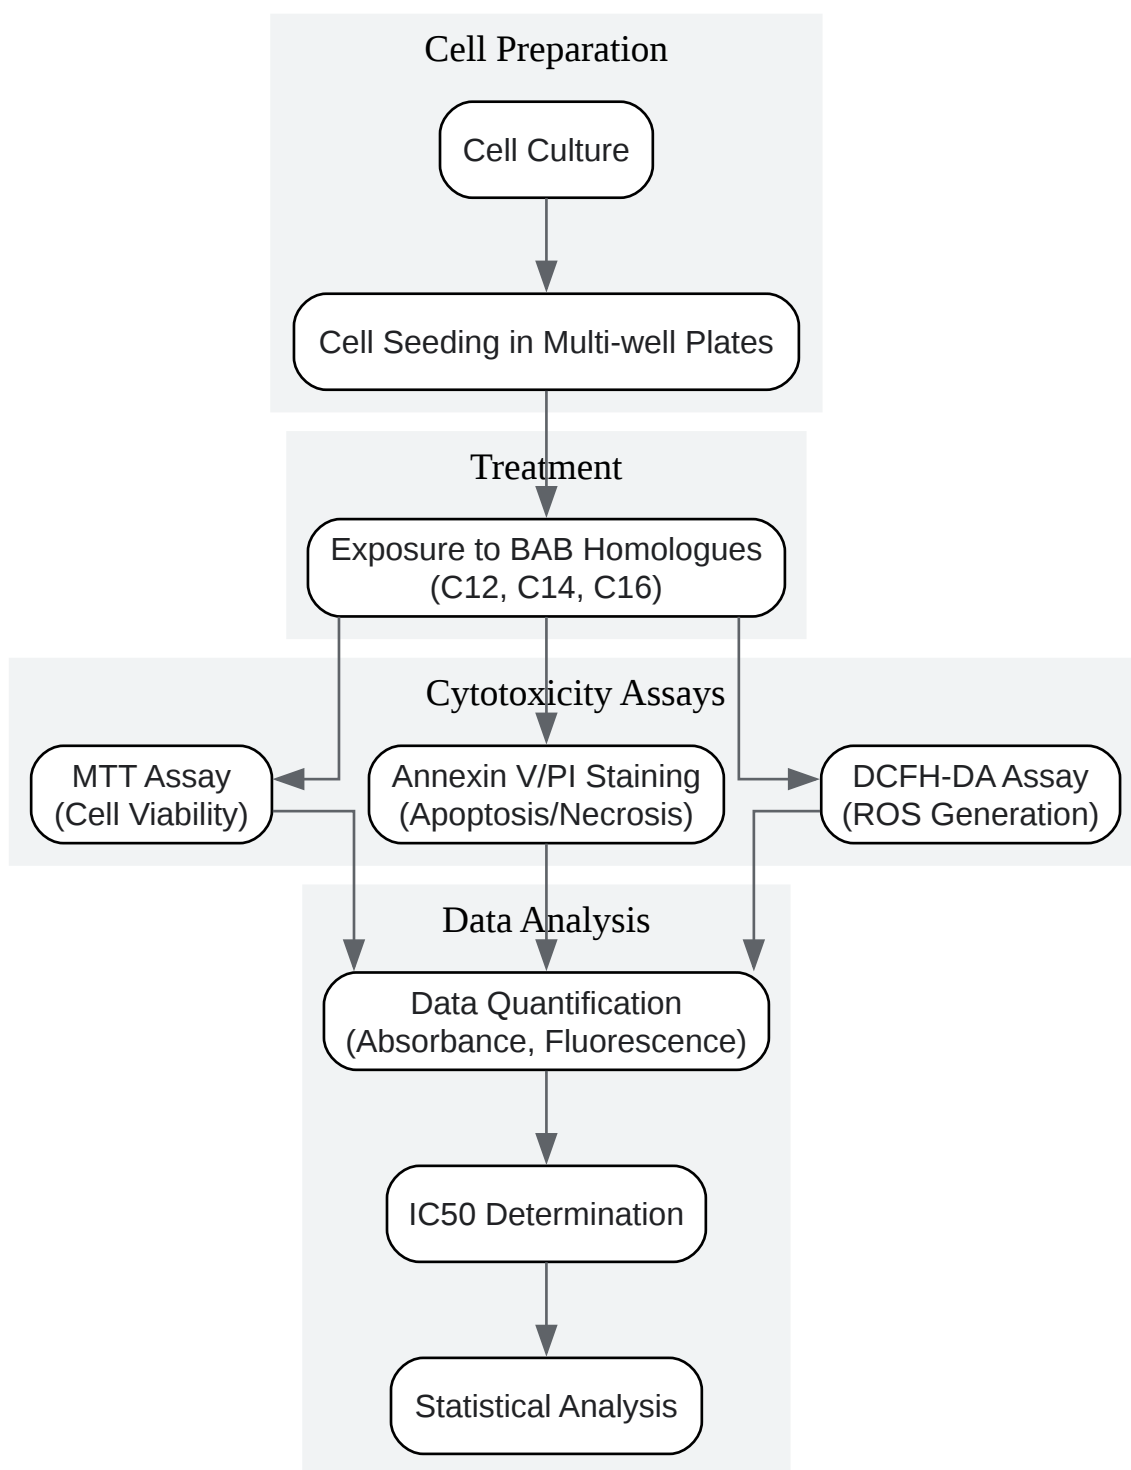 Cell Preparation
Cell Culture
Cell Seeding in Multi-well Plates
Treatment
Exposure to BAB Homologues
(C12, C14, C16)
Cytotoxicity Assays
MTT Assay
(Cell Viability)
Annexin V/PI Staining
(Apoptosis/Necrosis)
DCFH-DA Assay
(ROS Generation)
Data Analysis
Data Quantification
(Absorbance, Fluorescence)
IC50 Determination
Statistical Analysis